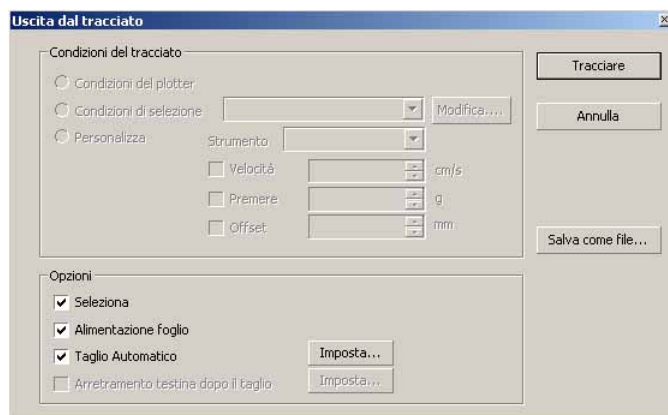 Uscita dal tracciato
Condizioni del tracciato
Condizioni del plotter
Condizioni di selezione
Modifica....
Personalizza
Strumento
Velocità
cm/s
Premere
g
Offset
mm
Tracciare
Annulla
Salva come file...
Opzioni
Seleziona
Alimentazione foglio
Taglio Automatico
Imposta...
Arretramento testina dopo il taglio
Imposta...